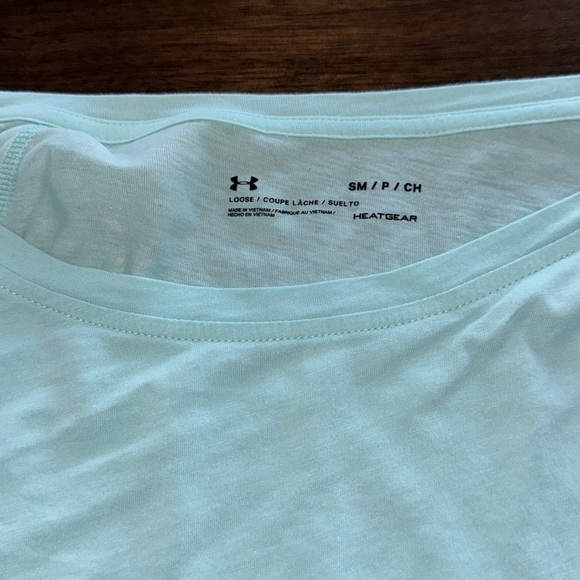 SM / P / CH
LOOSE / COUPE LÂCHE / SUELTO
MADE IN VIETNAM / FABRIQUÉ AU VIETNAM /
HECHO EN VIETNAM
HEATGEAR